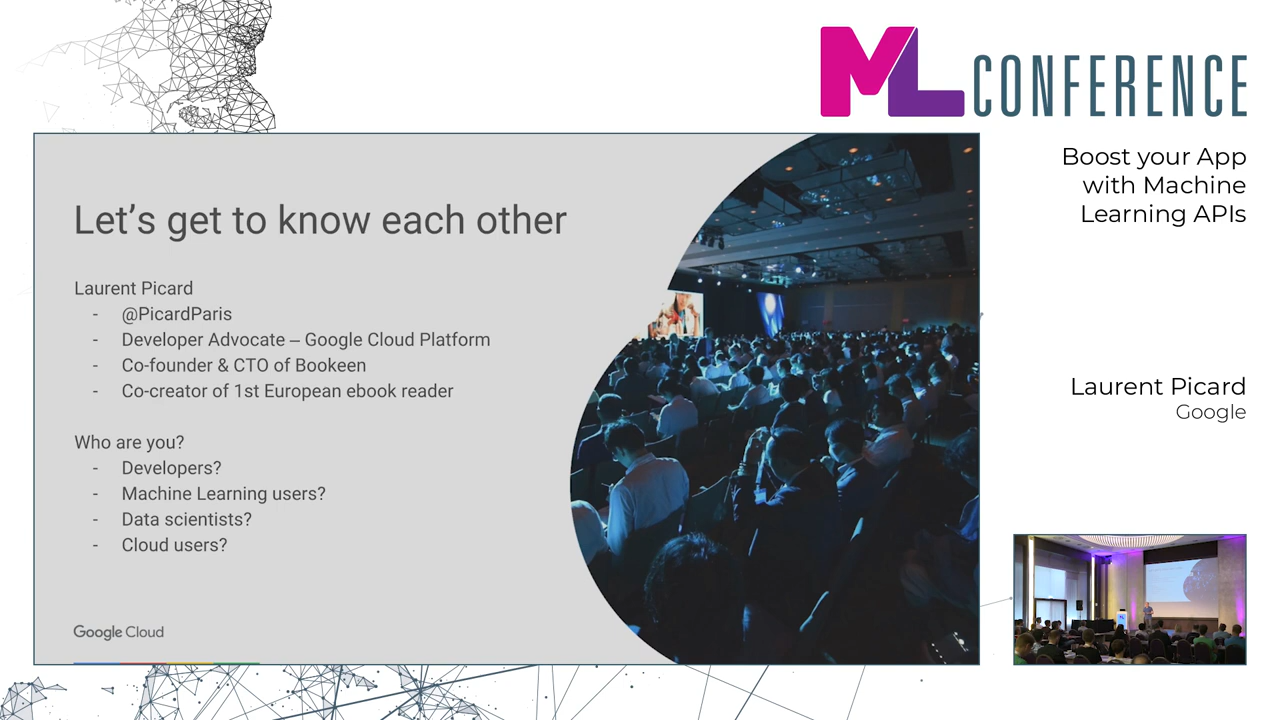 ML CONFERENCE
Boost your App
with Machine
Learning APIs
Let’s get to know each other
Laurent Picard
- @PicardParis
- Developer Advocate – Google Cloud Platform
- Co-founder & CTO of Bookeen
- Co-creator of 1st European ebook reader
Who are you?
- Developers?
- Machine Learning users?
- Data scientists?
- Cloud users?
Google Cloud
Laurent Picard
Google